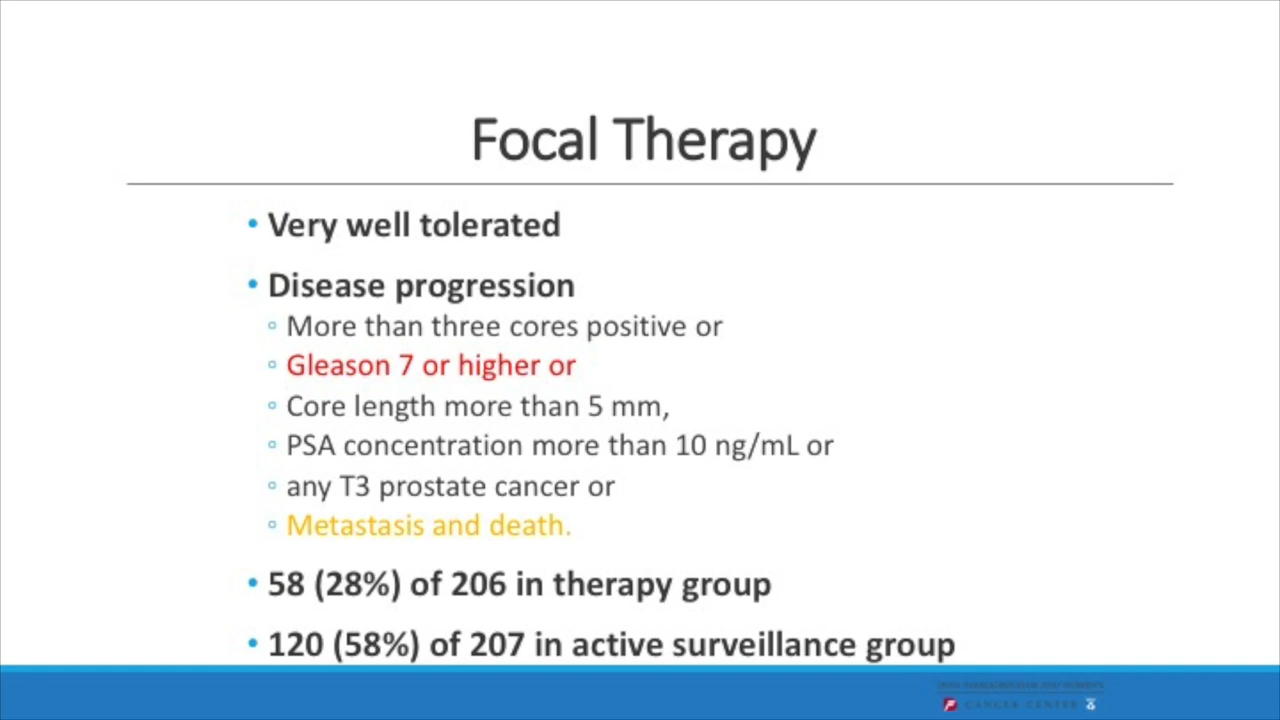 Focal Therapy
• Very well tolerated
• Disease progression
◦ More than three cores positive or
◦ Gleason 7 or higher or
◦ Core length more than 5 mm,
◦ PSA concentration more than 10 ng/mL or
◦ any T3 prostate cancer or
◦ Metastasis and death.
• 58 (28%) of 206 in therapy group
• 120 (58%) of 207 in active surveillance group
CANCER CENTER